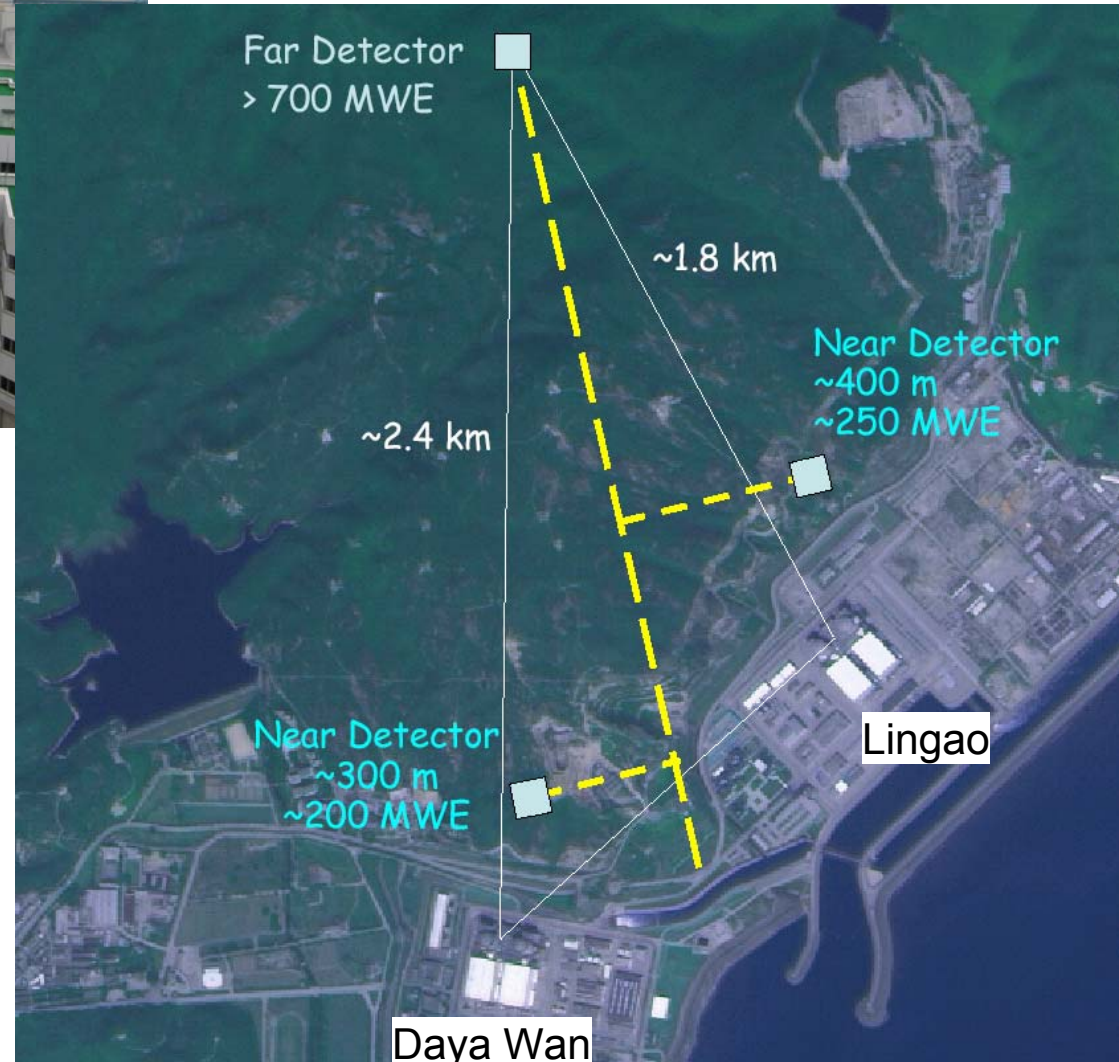 Far Detector
> 700 MWE
~1.8 km
Near Detector
~400 m
~250 MWE
~2.4 km
Near Detector
~300 m
~200 MWE
Lingao
Daya Wan